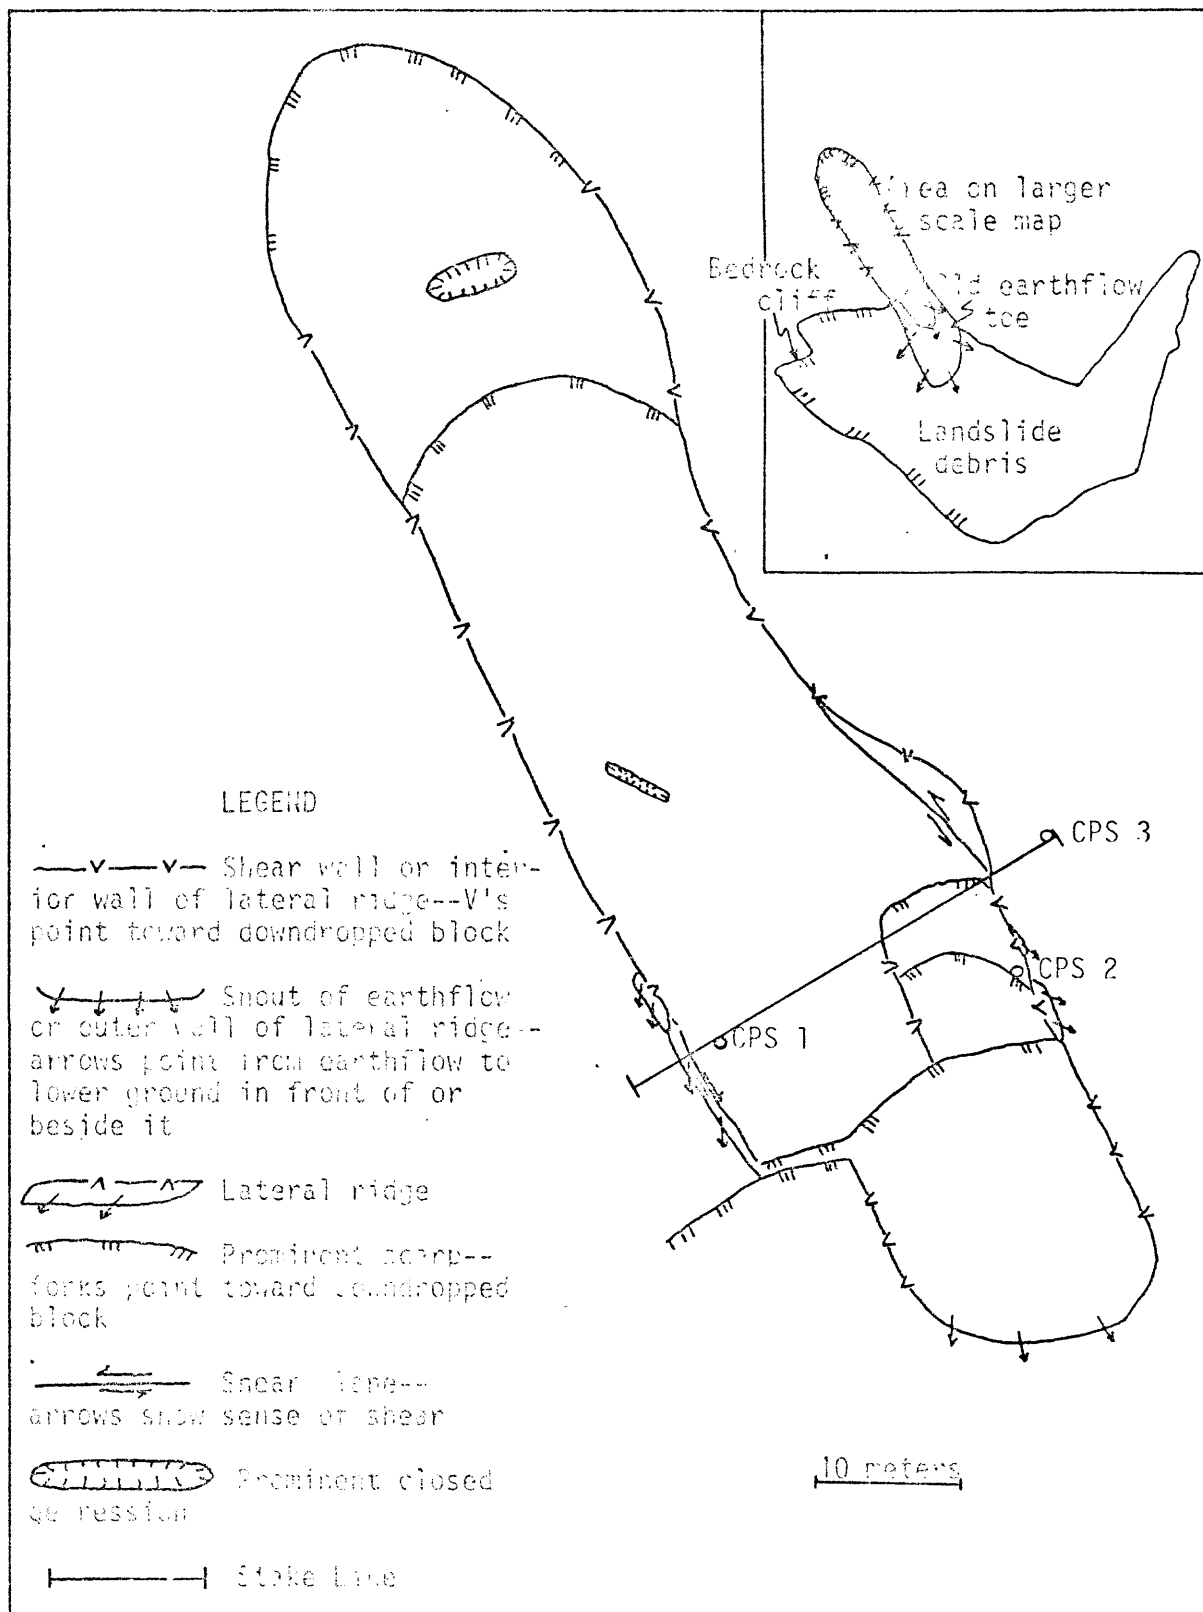 Area on larger
scale map
Bedrock
cliff
Old earthflow
toe
Landslide
debris
CPS 3
CPS 2
CPS 1
LEGEND
Shear wall or inter-
ior wall of lateral ridge--V's
point toward downdropped block
Snout of earthflow
or outer wall of lateral ridge--
arrows point from earthflow to
lower ground in front of or
beside it
Lateral ridge
Prominent scarp--
forks point toward downdropped
block
Shear zone--
arrows show sense of shear
Prominent closed
depression
Stake Line
10 meters